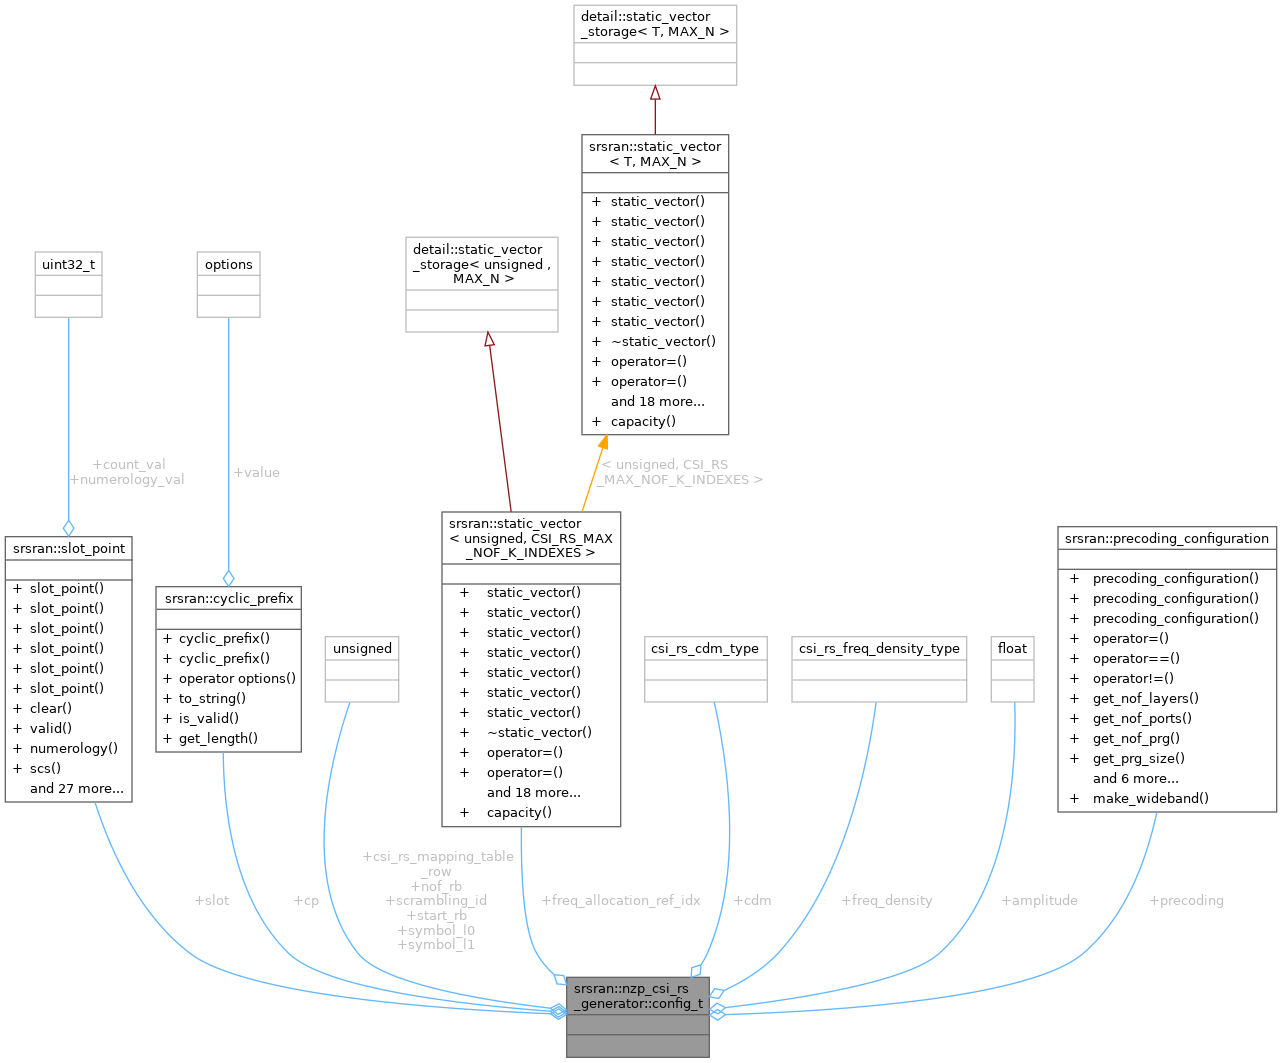 detail::static_vector
_storage< T, MAX_N >
srsran::static_vector
< T, MAX_N >
+ static_vector()
+ static_vector()
+ static_vector()
+ static_vector()
+ static_vector()
+ static_vector()
+ static_vector()
+ ~static_vector()
+ operator=()
+ operator=()
and 18 more...
+ capacity()
detail::static_vector
_storage< unsigned ,
MAX_N >
uint32_t
options
< unsigned, CSI_RS
_MAX_NOF_K_INDEXES >
+count_val
+numerology_val
+value
srsran::slot_point
+ slot_point()
+ slot_point()
+ slot_point()
+ slot_point()
+ slot_point()
+ slot_point()
+ clear()
+ valid()
+ numerology()
+ scs()
and 27 more...
srsran::cyclic_prefix
+ cyclic_prefix()
+ cyclic_prefix()
+ operator options()
+ to_string()
+ is_valid()
+ get_length()
unsigned
srsran::static_vector
< unsigned, CSI_RS_MAX
_NOF_K_INDEXES >
+ static_vector()
+ static_vector()
+ static_vector()
+ static_vector()
+ static_vector()
+ static_vector()
+ static_vector()
+ ~static_vector()
+ operator=()
+ operator=()
and 18 more...
+ capacity()
csi_rs_cdm_type
csi_rs_freq_density_type
float
srsran::precoding_configuration
+ precoding_configuration()
+ precoding_configuration()
+ precoding_configuration()
+ operator=()
+ operator==()
+ operator!=()
+ get_nof_layers()
+ get_nof_ports()
+ get_nof_prg()
+ get_prg_size()
and 6 more...
+ make_wideband()
+slot
+cp
+csi_rs_mapping_table
_row
+nof_rb
+scrambling_id
+start_rb
+symbol_l0
+symbol_l1
+freq_allocation_ref_idx
+cdm
+freq_density
+amplitude
+precoding
srsran::nzp_csi_rs
_generator::config_t